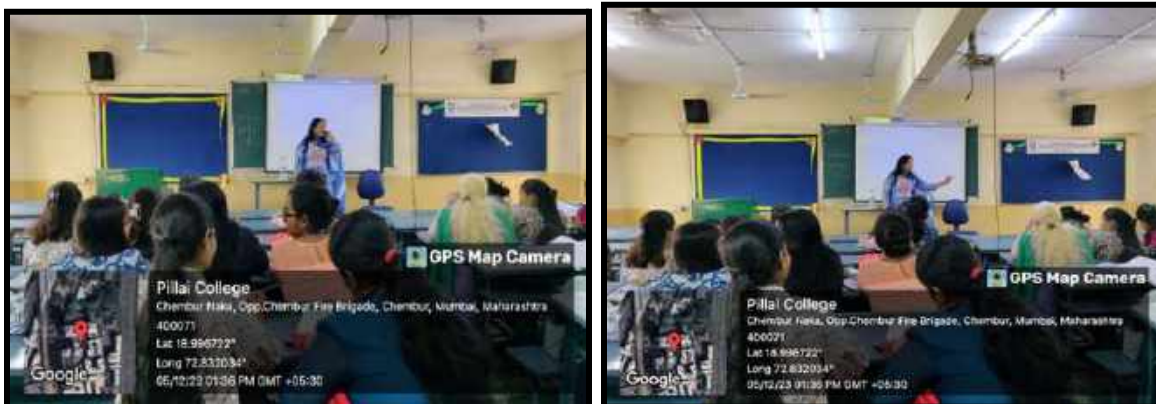 GPS Map Camera
Pillai College
Chembur Naka, Opp.Chembur Fire Brigade, Chembur, Mumbai, Maharashtra
400071
Lat 18.996722°
Long 72.832034°
05/12/23 01:36 PM GMT +05:30
Google
GPS Map Camera
Pillai College
Chembur Naka, Opp.Chembur Fire Brigade, Chembur, Mumbai, Maharashtra
400071
Lat 18.996722°
Long 72.832034°
05/12/23 01:36 PM GMT +05:30
Google